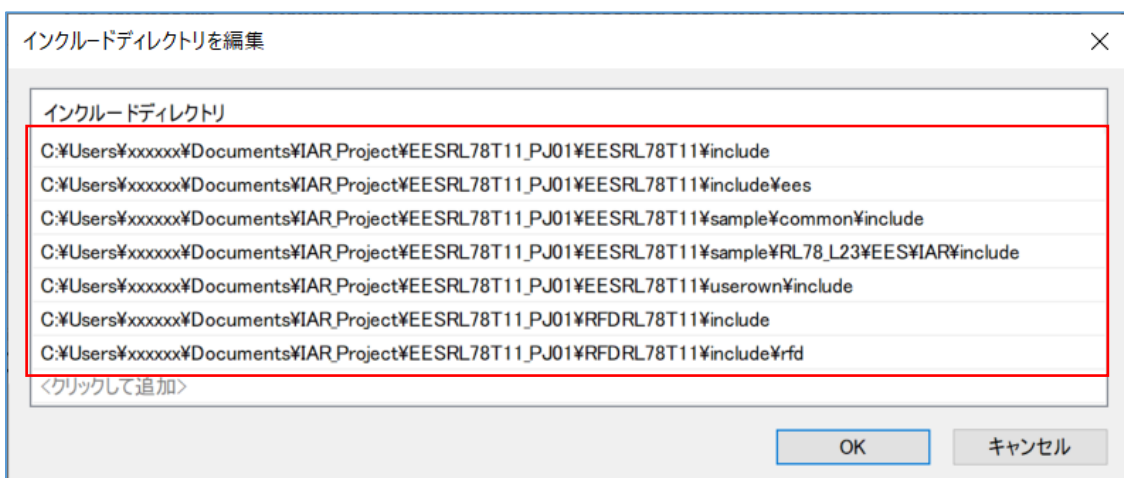 インクルードディレクトリを編集
インクルードディレクトリ
C:¥Users¥xxxxxx¥Documents¥IAR_Project¥EESRL78T11_PJ01¥EESRL78T11¥include
C:¥Users¥xxxxxx¥Documents¥IAR_Project¥EESRL78T11_PJ01¥EESRL78T11¥include¥ees
C:¥Users¥xxxxxx¥Documents¥IAR_Project¥EESRL78T11_PJ01¥EESRL78T11¥sample¥common¥include
C:¥Users¥xxxxxx¥Documents¥IAR_Project¥EESRL78T11_PJ01¥EESRL78T11¥sample¥RL78_L23¥EES¥IAR¥include
C:¥Users¥xxxxxx¥Documents¥IAR_Project¥EESRL78T11_PJ01¥EESRL78T11¥userown¥include
C:¥Users¥xxxxxx¥Documents¥IAR_Project¥EESRL78T11_PJ01¥RFDRL78T11¥include
C:¥Users¥xxxxxx¥Documents¥IAR_Project¥EESRL78T11_PJ01¥RFDRL78T11¥include¥rfd
<クリックして追加>
OK キャンセル